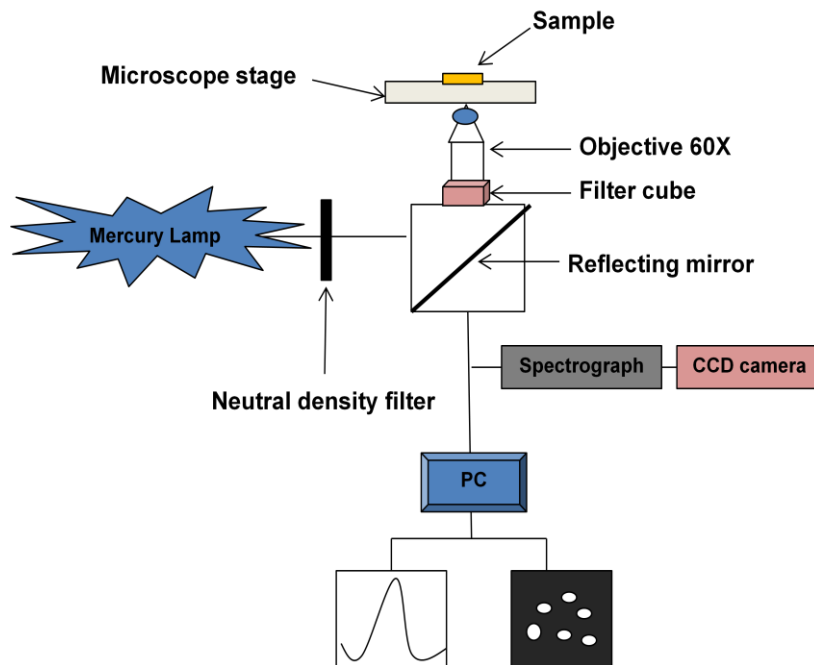 Sample
Microscope stage
Objective 60X
Filter cube
Mercury Lamp
Reflecting mirror
Neutral density filter
Spectrograph
CCD camera
PC